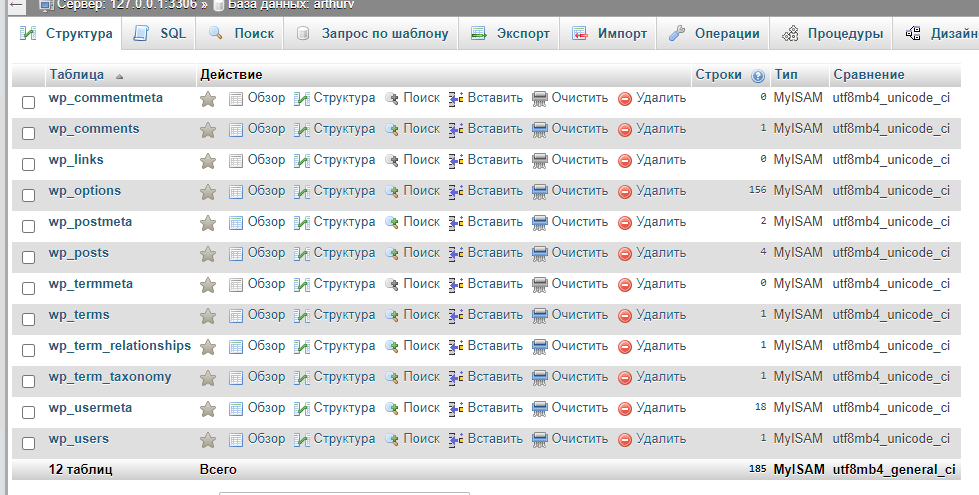 Сервер: 127.0.0.1:3306 » База данных: arthurv
Структура SQL Поиск Запрос по шаблону Экспорт Импорт Операции Процедуры Дизайн
Таблица Действие Строки Тип Сравнение
wp_commentmeta Обзор Структура Поиск Вставить Очистить Удалить 0 MyISAM utf8mb4_unicode_ci
wp_comments Обзор Структура Поиск Вставить Очистить Удалить 1 MyISAM utf8mb4_unicode_ci
wp_links Обзор Структура Поиск Вставить Очистить Удалить 0 MyISAM utf8mb4_unicode_ci
wp_options Обзор Структура Поиск Вставить Очистить Удалить 156 MyISAM utf8mb4_unicode_ci
wp_postmeta Обзор Структура Поиск Вставить Очистить Удалить 2 MyISAM utf8mb4_unicode_ci
wp_posts Обзор Структура Поиск Вставить Очистить Удалить 4 MyISAM utf8mb4_unicode_ci
wp_termmeta Обзор Структура Поиск Вставить Очистить Удалить 0 MyISAM utf8mb4_unicode_ci
wp_terms Обзор Структура Поиск Вставить Очистить Удалить 1 MyISAM utf8mb4_unicode_ci
wp_term_relationships Обзор Структура Поиск Вставить Очистить Удалить 1 MyISAM utf8mb4_unicode_ci
wp_term_taxonomy Обзор Структура Поиск Вставить Очистить Удалить 1 MyISAM utf8mb4_unicode_ci
wp_usermeta Обзор Структура Поиск Вставить Очистить Удалить 18 MyISAM utf8mb4_unicode_ci
wp_users Обзор Структура Поиск Вставить Очистить Удалить 1 MyISAM utf8mb4_unicode_ci
12 таблиц Всего 185 MyISAM utf8mb4_general_ci